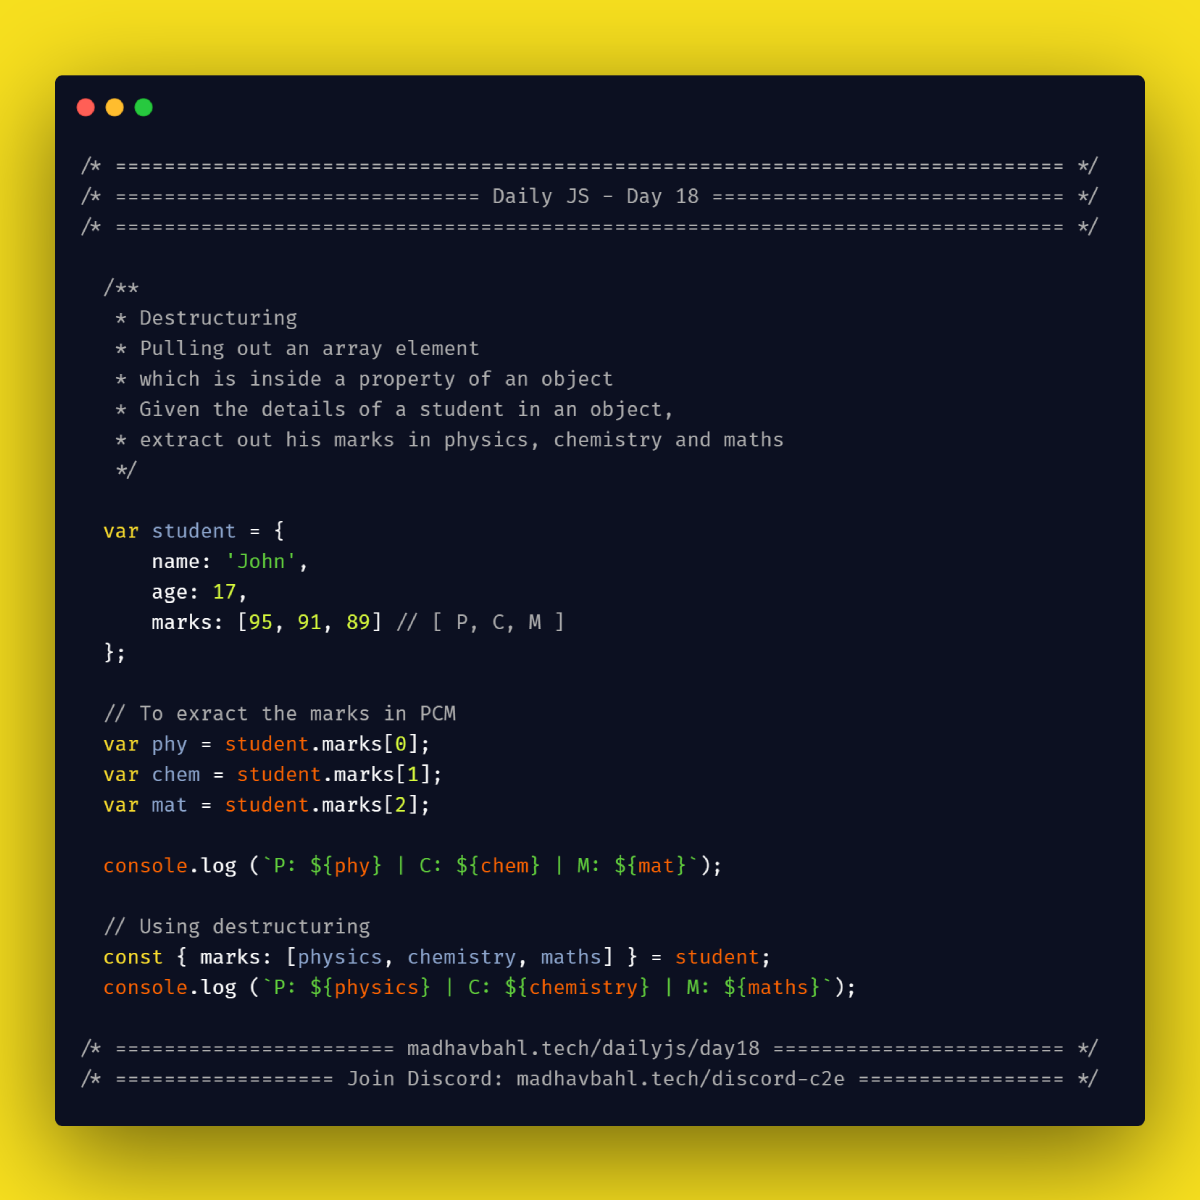 /* ============================================================================== */
/* ============================== Daily JS - Day 18 ============================= */
/* ============================================================================== */
/**
* Destructuring
* Pulling out an array element
* which is inside a property of an object
* Given the details of a student in an object,
* extract out his marks in physics, chemistry and maths
*/
var student = {
name: 'John',
age: 17,
marks: [95, 91, 89] // [ P, C, M ]
};
// To exract the marks in PCM
var phy = student.marks[0];
var chem = student.marks[1];
var mat = student.marks[2];
console.log (`P: ${phy} | C: ${chem} | M: ${mat}`);
// Using destructuring
const { marks: [physics, chemistry, maths] } = student;
console.log (`P: ${physics} | C: ${chemistry} | M: ${maths}`);
/* ======================= madhavbahl.tech/dailyjs/day18 ======================== */
/* ================== Join Discord: madhavbahl.tech/discord-c2e ================= */